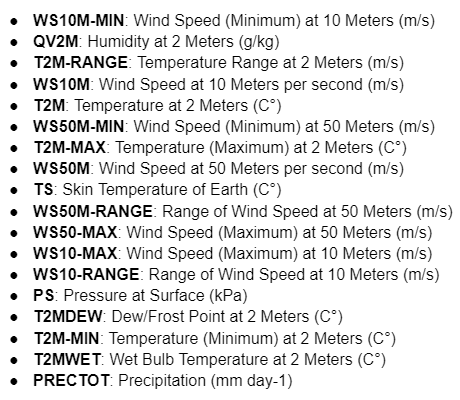 ● WS10M-MIN: Wind Speed (Minimum) at 10 Meters (m/s)
● QV2M: Humidity at 2 Meters (g/kg)
● T2M-RANGE: Temperature Range at 2 Meters (m/s)
● WS10M: Wind Speed at 10 Meters per second (m/s)
● T2M: Temperature at 2 Meters (C°)
● WS50M-MIN: Wind Speed (Minimum) at 50 Meters (m/s)
● T2M-MAX: Temperature (Maximum) at 2 Meters (C°)
● WS50M: Wind Speed at 50 Meters per second (m/s)
● TS: Skin Temperature of Earth (C°)
● WS50M-RANGE: Range of Wind Speed at 50 Meters (m/s)
● WS50-MAX: Wind Speed (Maximum) at 50 Meters (m/s)
● WS10-MAX: Wind Speed (Maximum) at 10 Meters (m/s)
● WS10-RANGE: Range of Wind Speed at 10 Meters (m/s)
● PS: Pressure at Surface (kPa)
● T2MDEW: Dew/Frost Point at 2 Meters (C°)
● T2M-MIN: Temperature (Minimum) at 2 Meters (C°)
● T2MWET: Wet Bulb Temperature at 2 Meters (C°)
● PRECTOT: Precipitation (mm day-1)